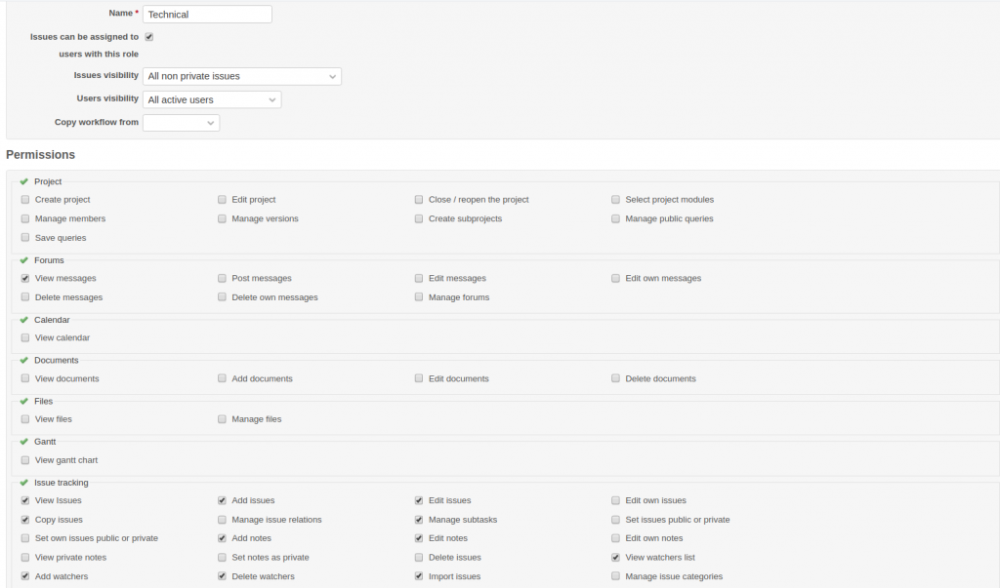 Name * Technical
Issues can be assigned to
users with this role
Issues visibility All non private issues
Users visibility All active users
Copy workflow from
Permissions
Project
Create project Edit project Close / reopen the project Select project modules
Manage members Manage versions Create subprojects Manage public queries
Save queries
Forums
View messages Post messages Edit messages Edit own messages
Delete messages Delete own messages Manage forums
Calendar
View calendar
Documents
View documents Add documents Edit documents Delete documents
Files
View files Manage files
Gantt
View gantt chart
Issue tracking
View Issues Add issues Edit issues Edit own issues
Copy issues Manage issue relations Manage subtasks Set issues public or private
Set own issues public or private Add notes Edit notes Edit own notes
View private notes Set notes as private Delete issues View watchers list
Add watchers Delete watchers Import issues Manage issue categories